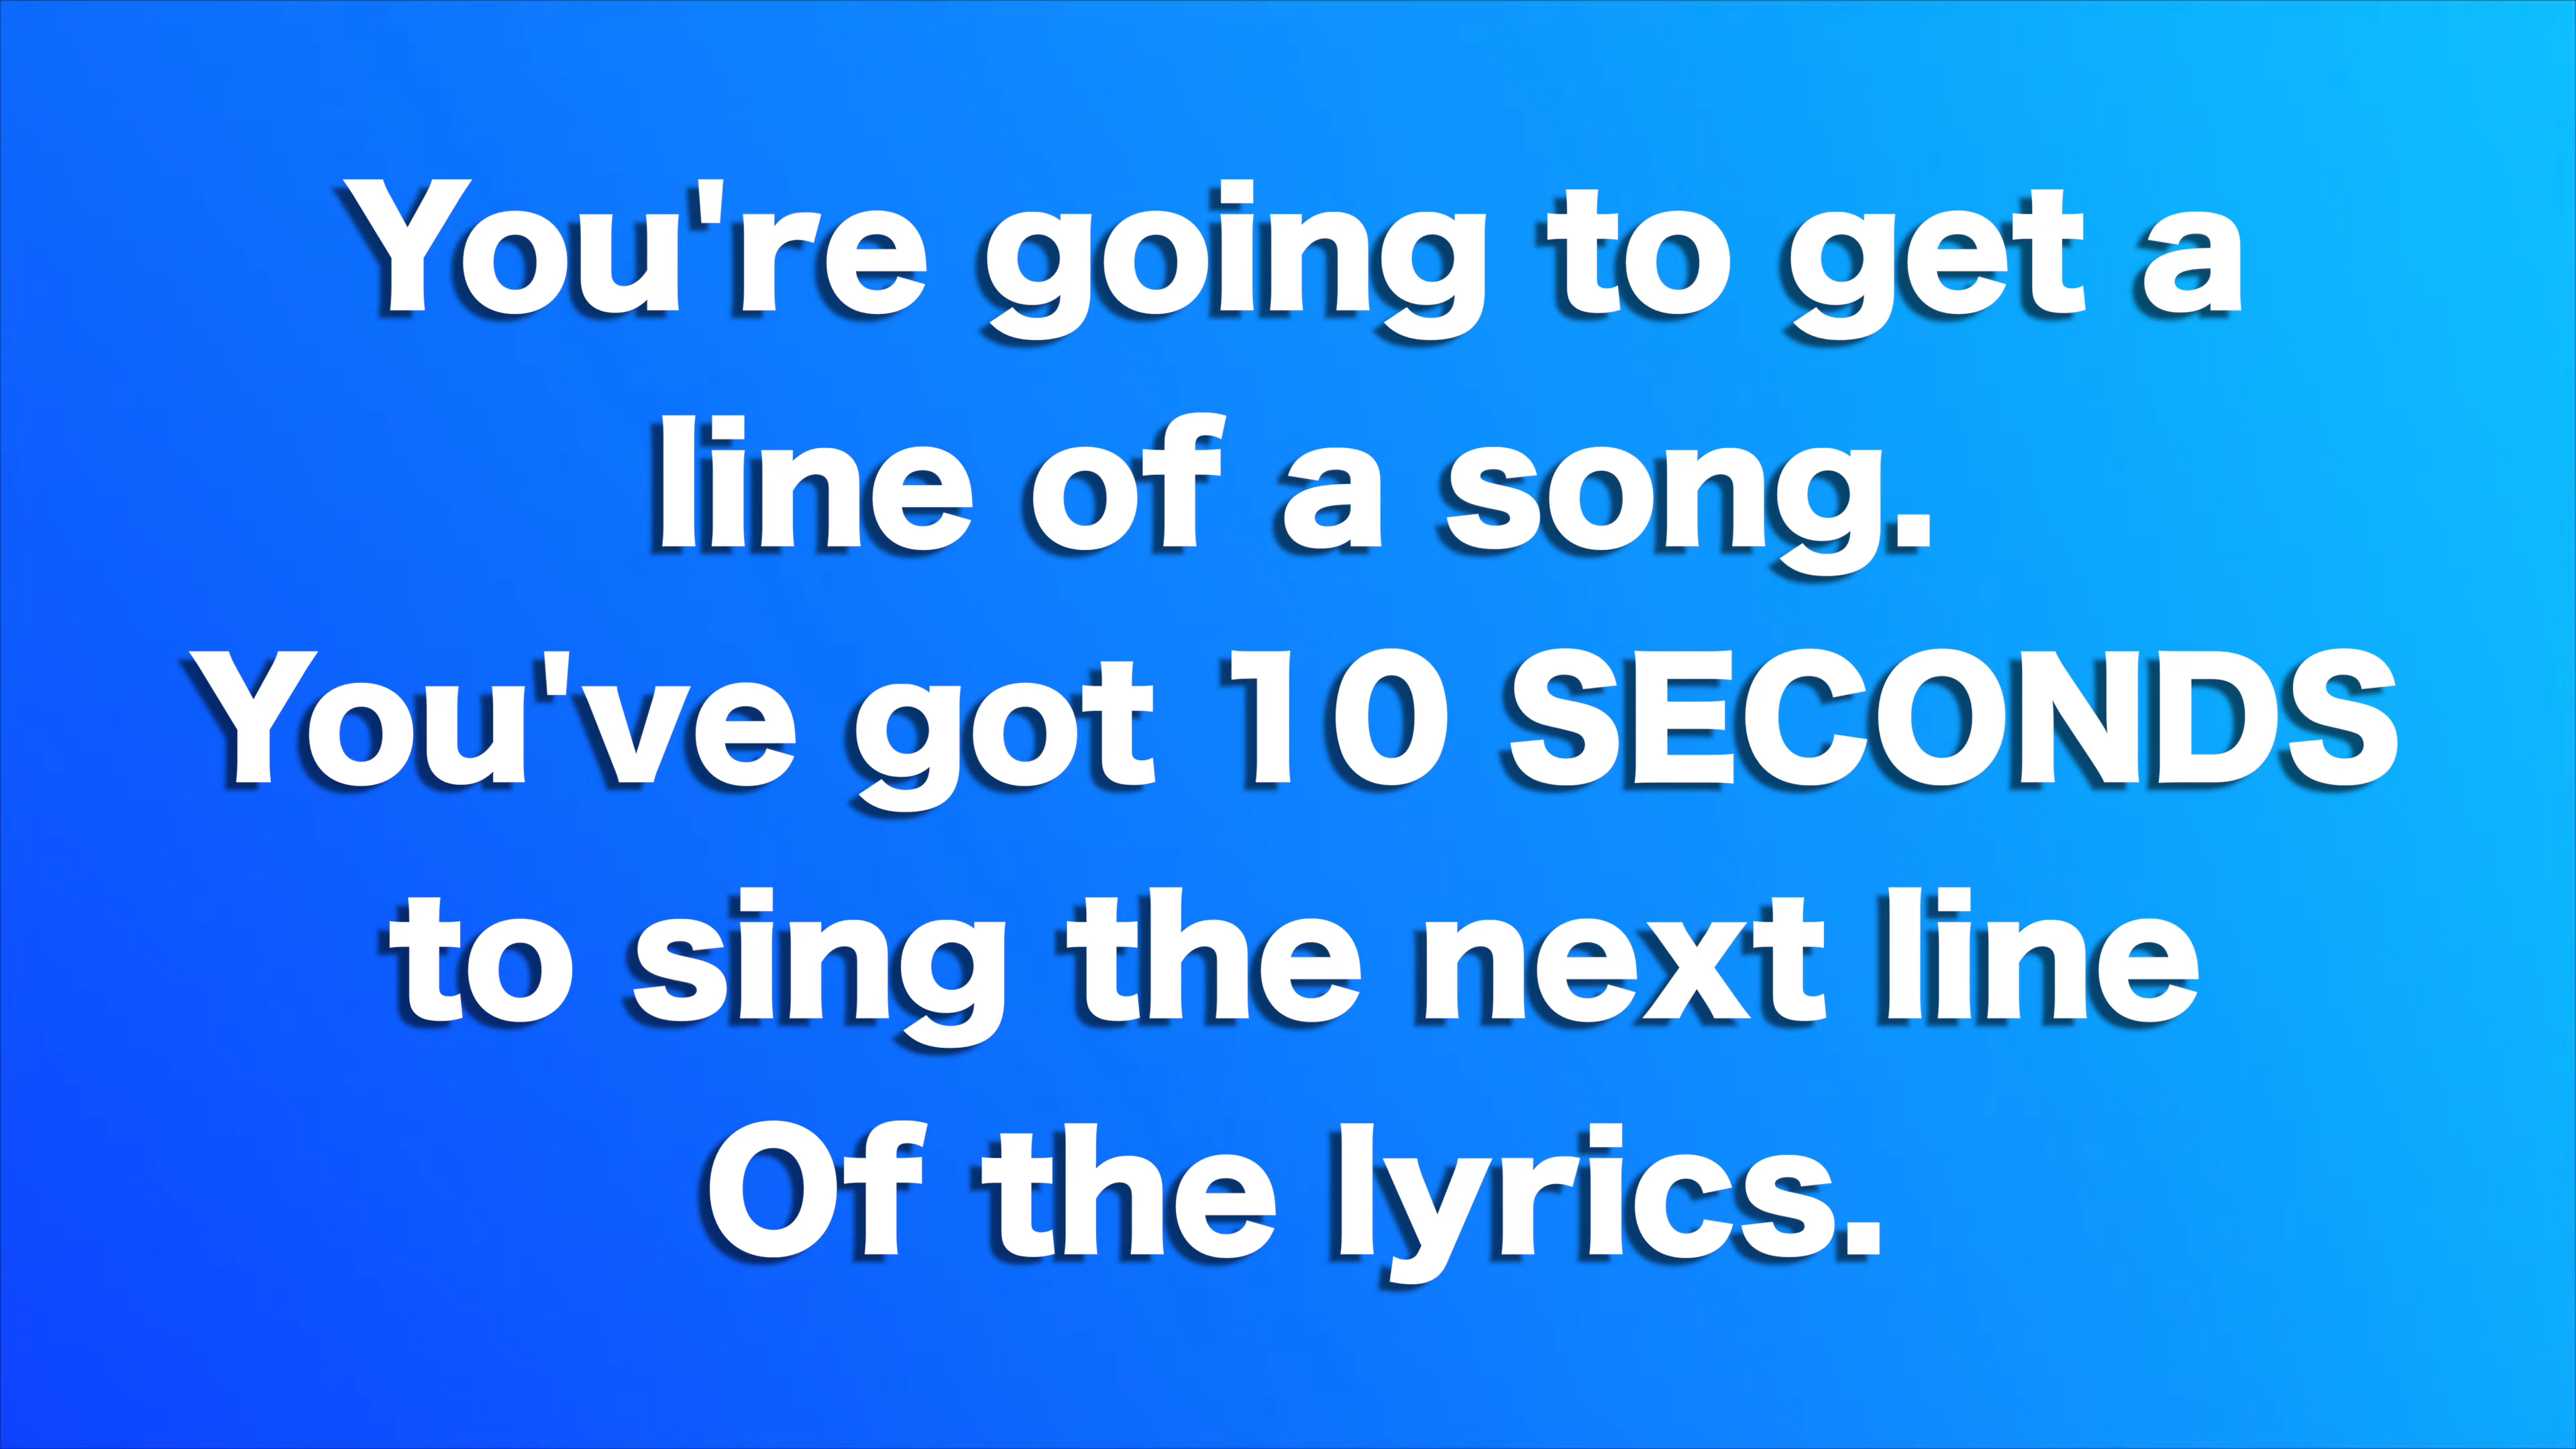 You're going to get a
line of a song.
You've got 10 SECONDS
to sing the next line
Of the lyrics.